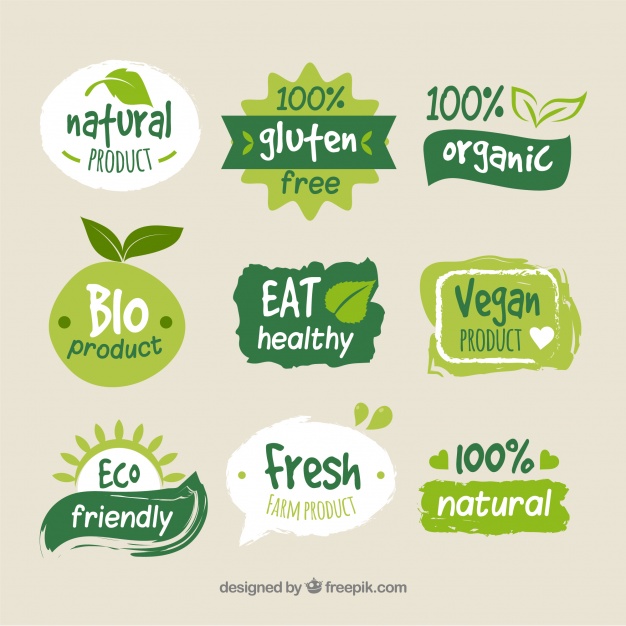 natural
PRODUCT
100%
gluten
free
100%
organic
BIO
product
EAT
healthy
Vegan
PRODUCT
Eco
friendly
Fresh
FARM PRODUCT
100%
natural
designed by freepik.com